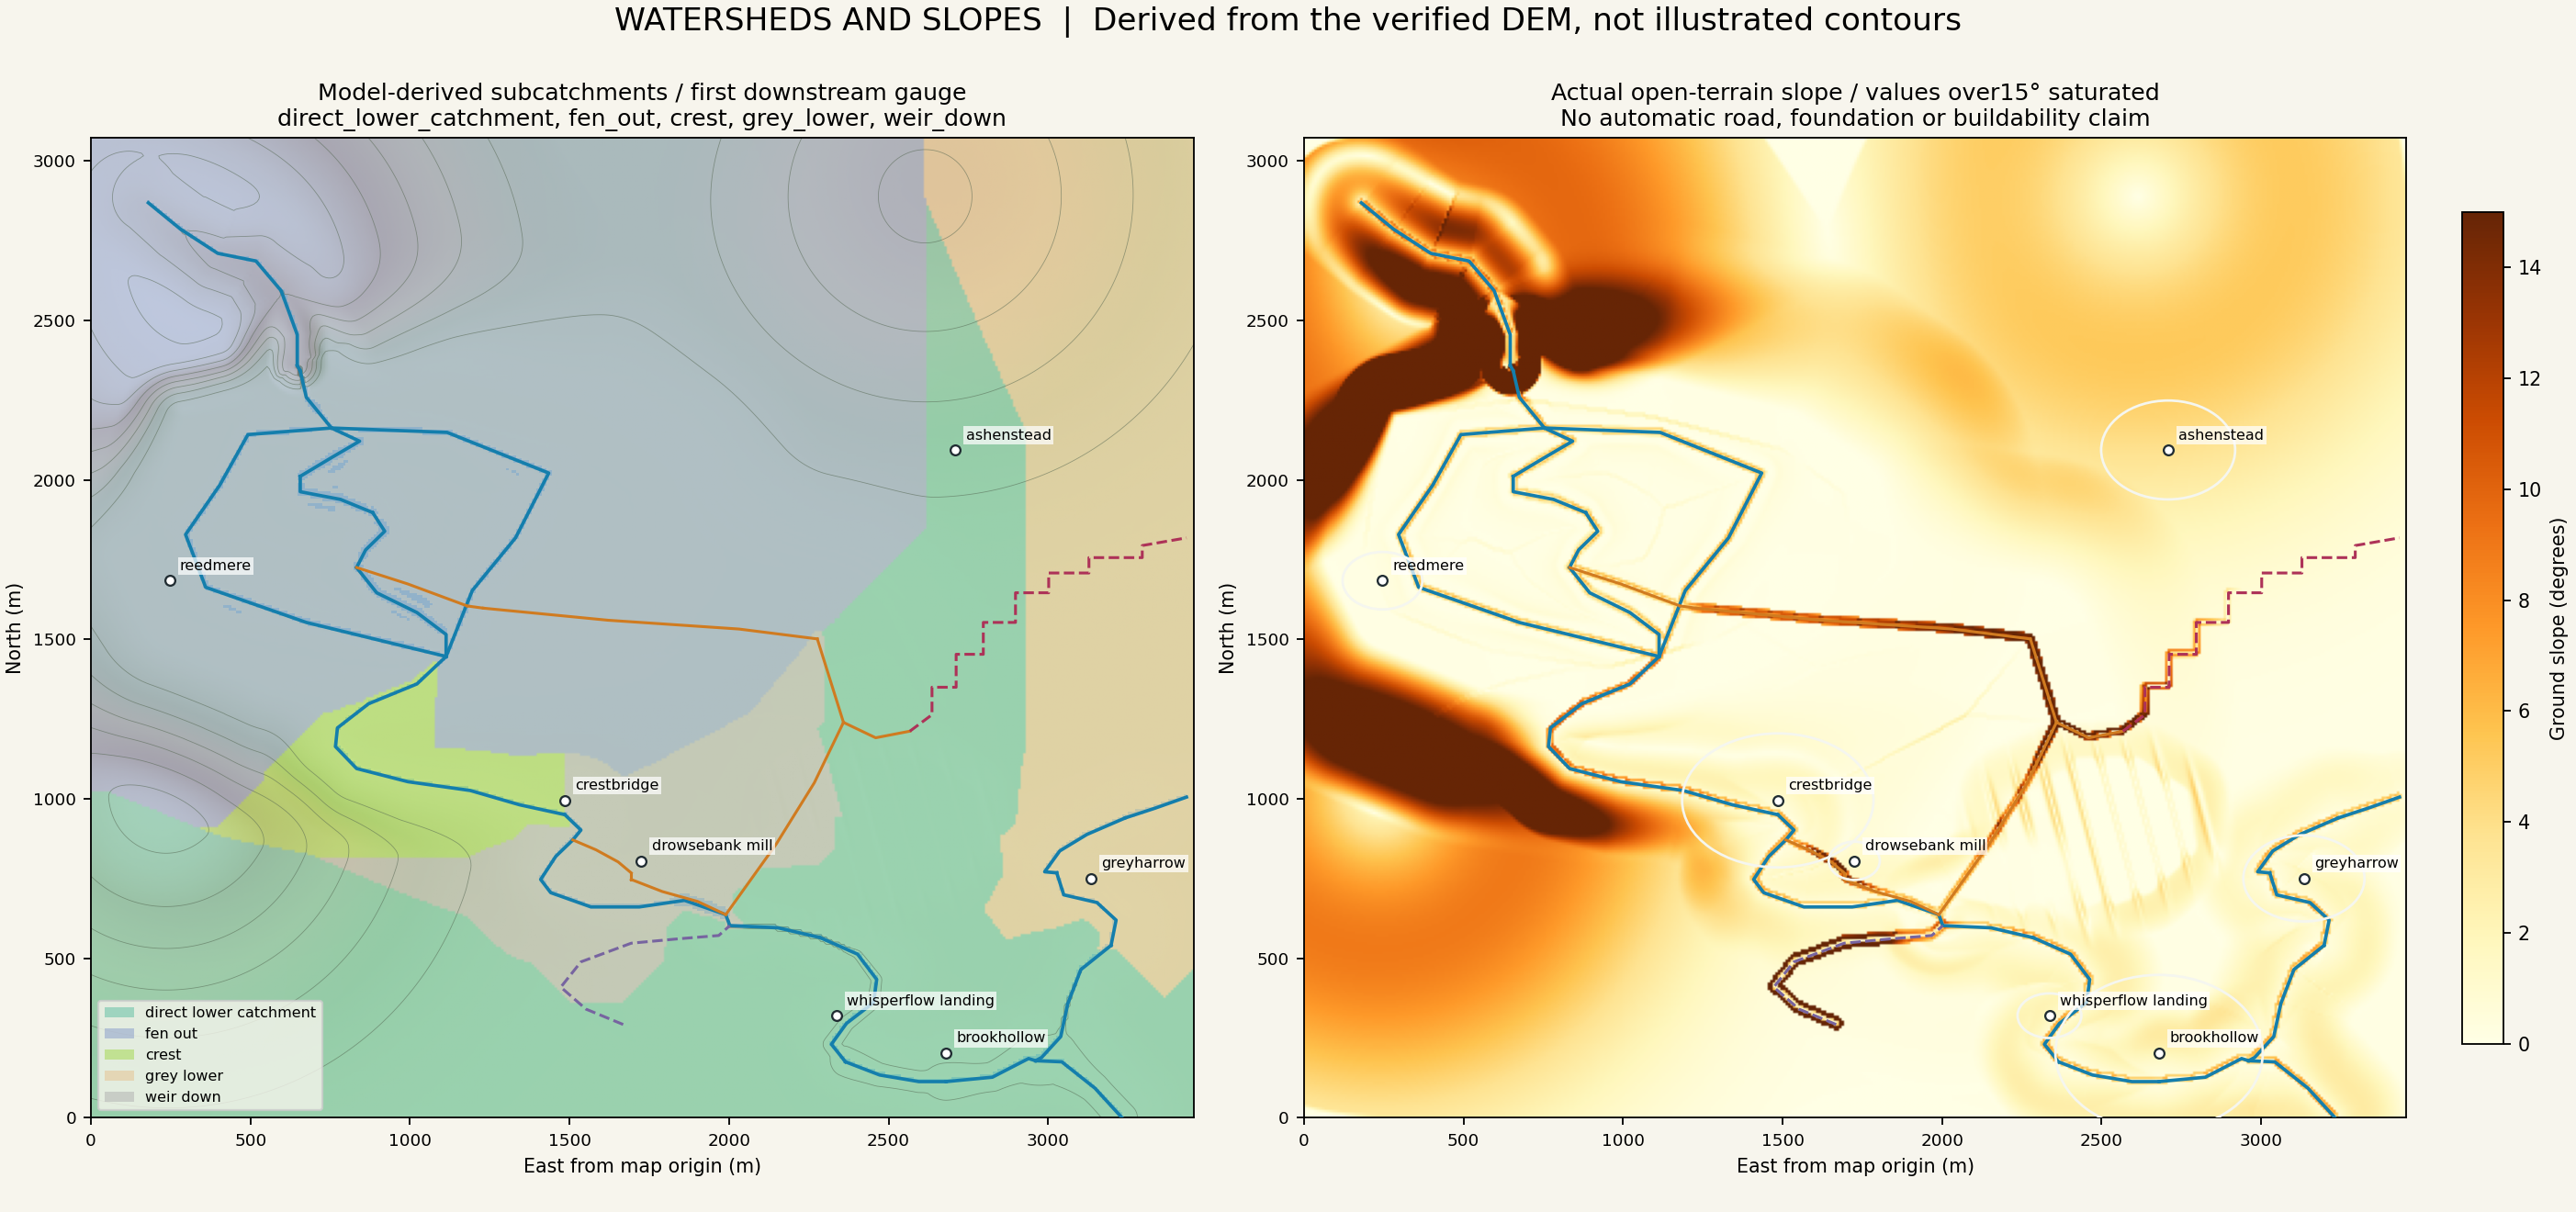 WATERSHEDS AND SLOPES | Derived from the verified DEM, not illustrated contours
Model-derived subcatchments / first downstream gauge
direct_lower_catchment, fen_out, crest, grey_lower, weir_down
3000
2500
2000
1500
1000
500
0
North (m)
ashenstead
reedmere
crestbridge
drowsebank mill
greyharrow
whisperflow landing
brookhollow
direct lower catchment
fen out
crest
grey lower
weir down
0
500
1000
1500
2000
2500
3000
East from map origin (m)
Actual open-terrain slope / values over15° saturated
No automatic road, foundation or buildability claim
3000
2500
2000
1500
1000
500
0
North (m)
ashenstead
reedmere
crestbridge
drowsebank mill
greyharrow
whisperflow landing
brookhollow
0
500
1000
1500
2000
2500
3000
East from map origin (m)
14
12
10
8
6
4
2
0
Ground slope (degrees)